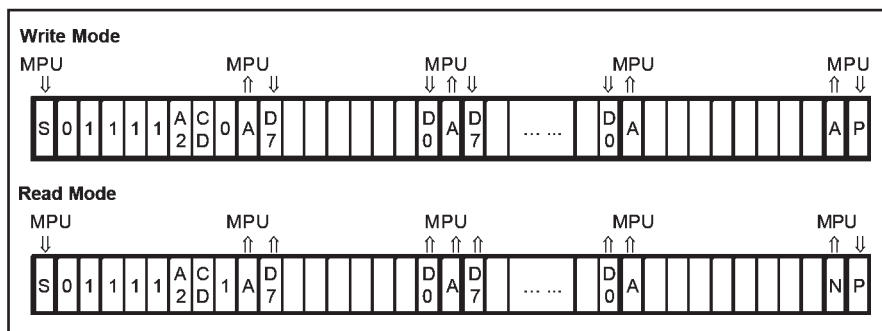 Write Mode
MPU MPU MPU MPU
⇓ ⇑ ⇓ ⇓ ⇑ ⇓ ⇓ ⇑ ⇑ ⇓
S 0 1 1 1 1 A2 CD 0 A D7 D0 A D7 ... ... D0 A A P
Read Mode
MPU MPU MPU MPU MPU
⇓ ⇑ ⇑ ⇑ ⇑ ⇑ ⇑ ⇑ ⇑ ⇓
S 0 1 1 1 1 A2 CD 1 A D7 D0 A D7 ... ... D0 A N P